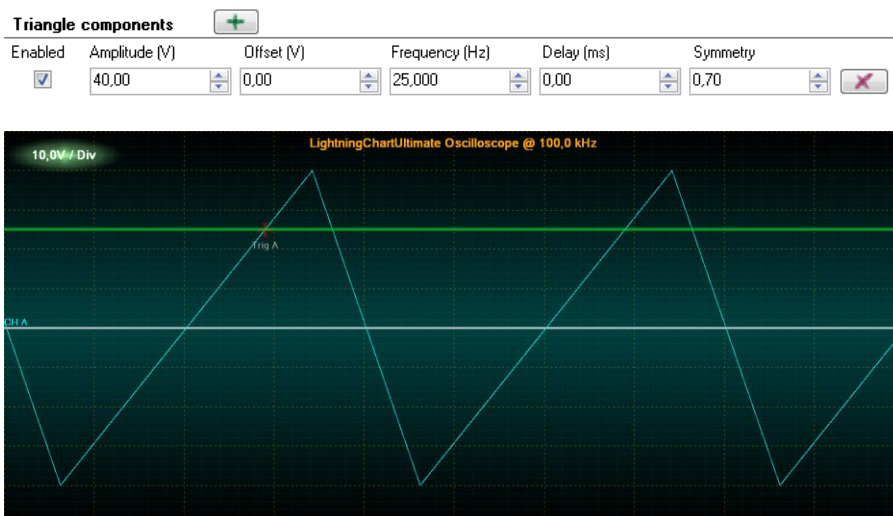 Triangle components
Enabled Amplitude (V) Offset (V) Frequency (Hz) Delay (ms) Symmetry
40,00 0,00 25,000 0,00 0,70
10,0V / Div
LightningChartUltimate Oscilloscope @ 100,0 kHz
Trig A
CH A